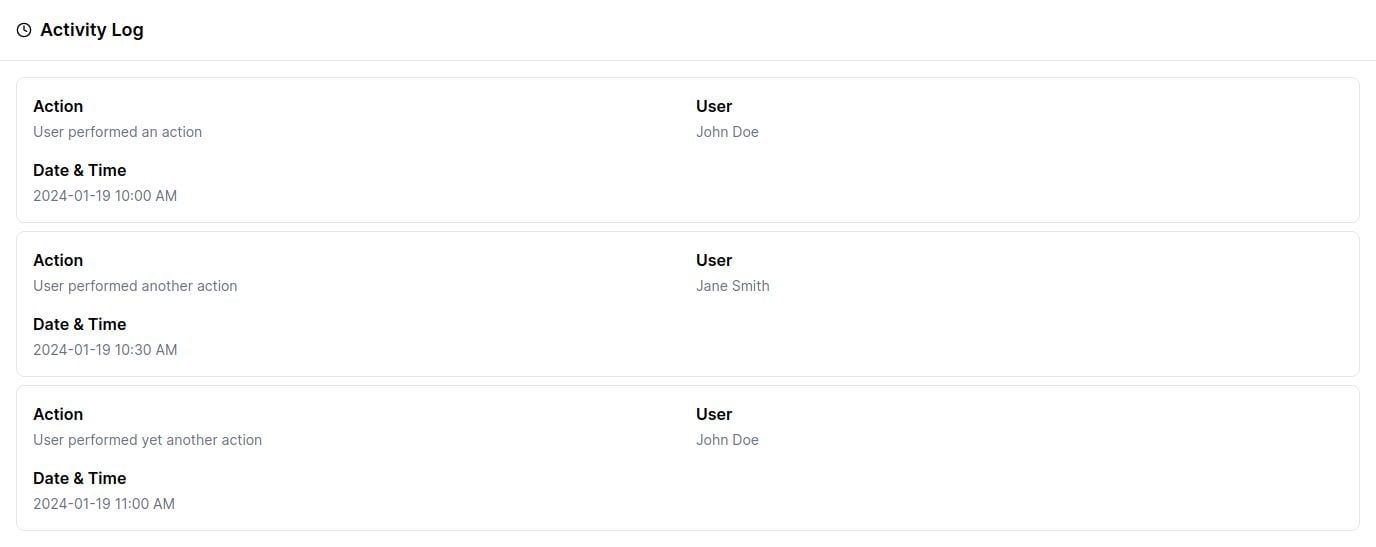 Activity Log
Action
User performed an action
User
John Doe
Date & Time
2024-01-19 10:00 AM
Action
User performed another action
User
Jane Smith
Date & Time
2024-01-19 10:30 AM
Action
User performed yet another action
User
John Doe
Date & Time
2024-01-19 11:00 AM